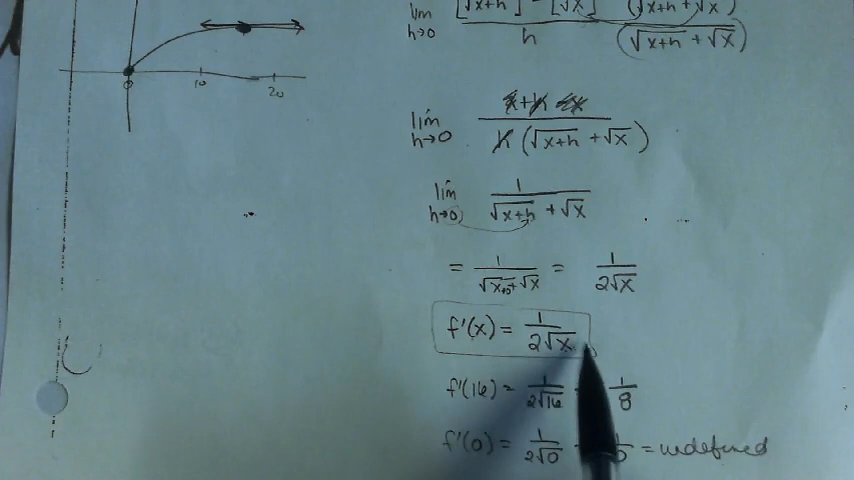 0 10 20
lim h→0 [√x+h] - [√x] / h (√x+h + √x) / (√x+h + √x)
lim h→0 x+h-x / h(√x+h + √x)
lim h→0 1 / √x+h + √x
= 1 / √x+0 + √x = 1 / 2√x
f'(x) = 1 / 2√x
f'(16) = 1 / 2√16 1 / 8
f'(0) = 1 / 2√0 = undefined